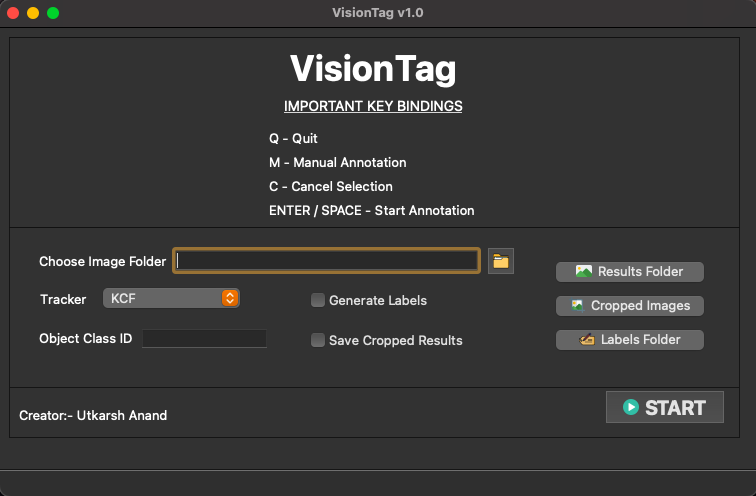 VisionTag v1.0
VisionTag
IMPORTANT KEY BINDINGS
Q - Quit
M - Manual Annotation
C - Cancel Selection
ENTER / SPACE - Start Annotation
Choose Image Folder
Results Folder
Tracker KCF
Generate Labels
Cropped Images
Object Class ID
Save Cropped Results
Labels Folder
Creator:- Utkarsh Anand
START